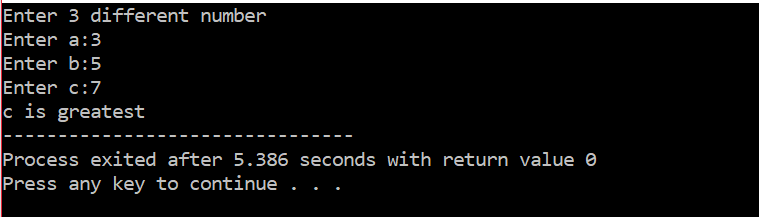 Enter 3 different number
Enter a:3
Enter b:5
Enter c:7
c is greatest
--------------------------------
Process exited after 5.386 seconds with return value 0
Press any key to continue . . .